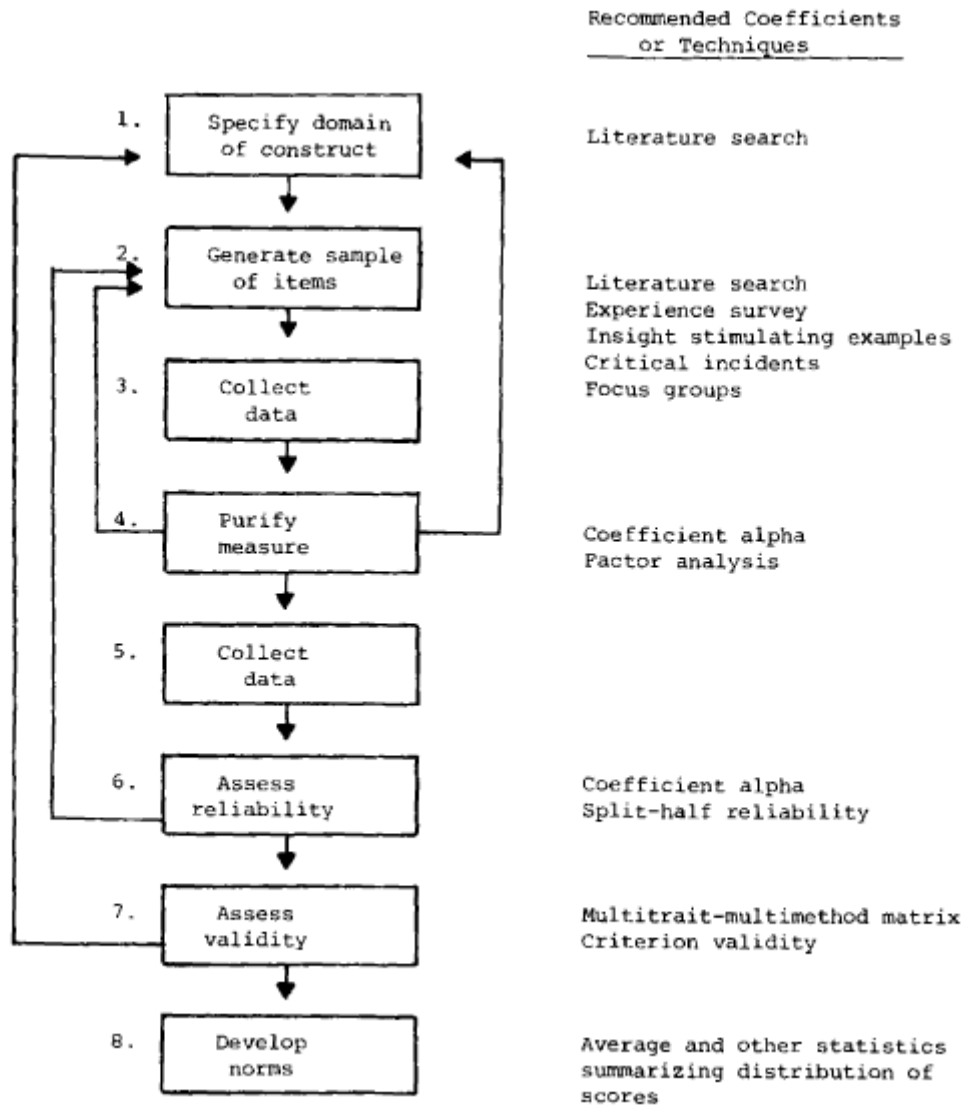 Recommended Coefficients
or Techniques
1.
Specify domain
of construct
Literature search
2.
Generate sample
of items
Literature search
Experience survey
Insight stimulating examples
Critical incidents
Focus groups
3.
Collect
data
4.
Purify
measure
Coefficient alpha
Pactor analysis
5.
Collect
data
6.
Assess
reliability
Coefficient alpha
Split-half reliability
7.
Assess
validity
Multitrait-multimethod matrix
Criterion validity
8.
Develop
norms
Average and other statistics
summarizing distribution of
scores